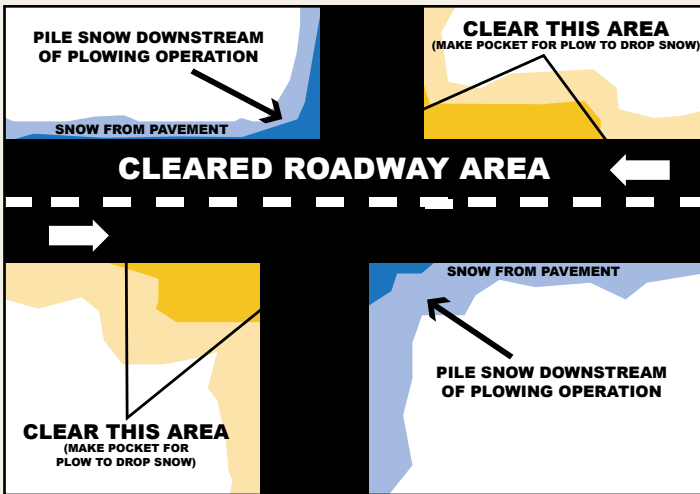 PILE SNOW DOWNSTREAM
OF PLOWING OPERATION
CLEAR THIS AREA
(MAKE POCKET FOR PLOW TO DROP SNOW)
SNOW FROM PAVEMENT
CLEARED ROADWAY AREA
SNOW FROM PAVEMENT
PILE SNOW DOWNSTREAM
OF PLOWING OPERATION
CLEAR THIS AREA
(MAKE POCKET FOR
PLOW TO DROP SNOW)